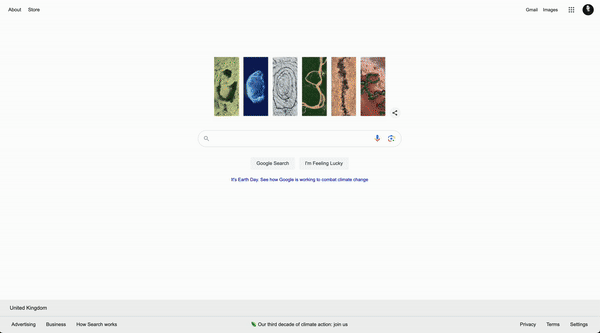 About Store
Gmail Images
Google
Google Search I'm Feeling Lucky
It's Earth Day. See how Google is working to combat climate change
United Kingdom
Advertising Business How Search works
Our third decade of climate action: join us
Privacy Terms Settings